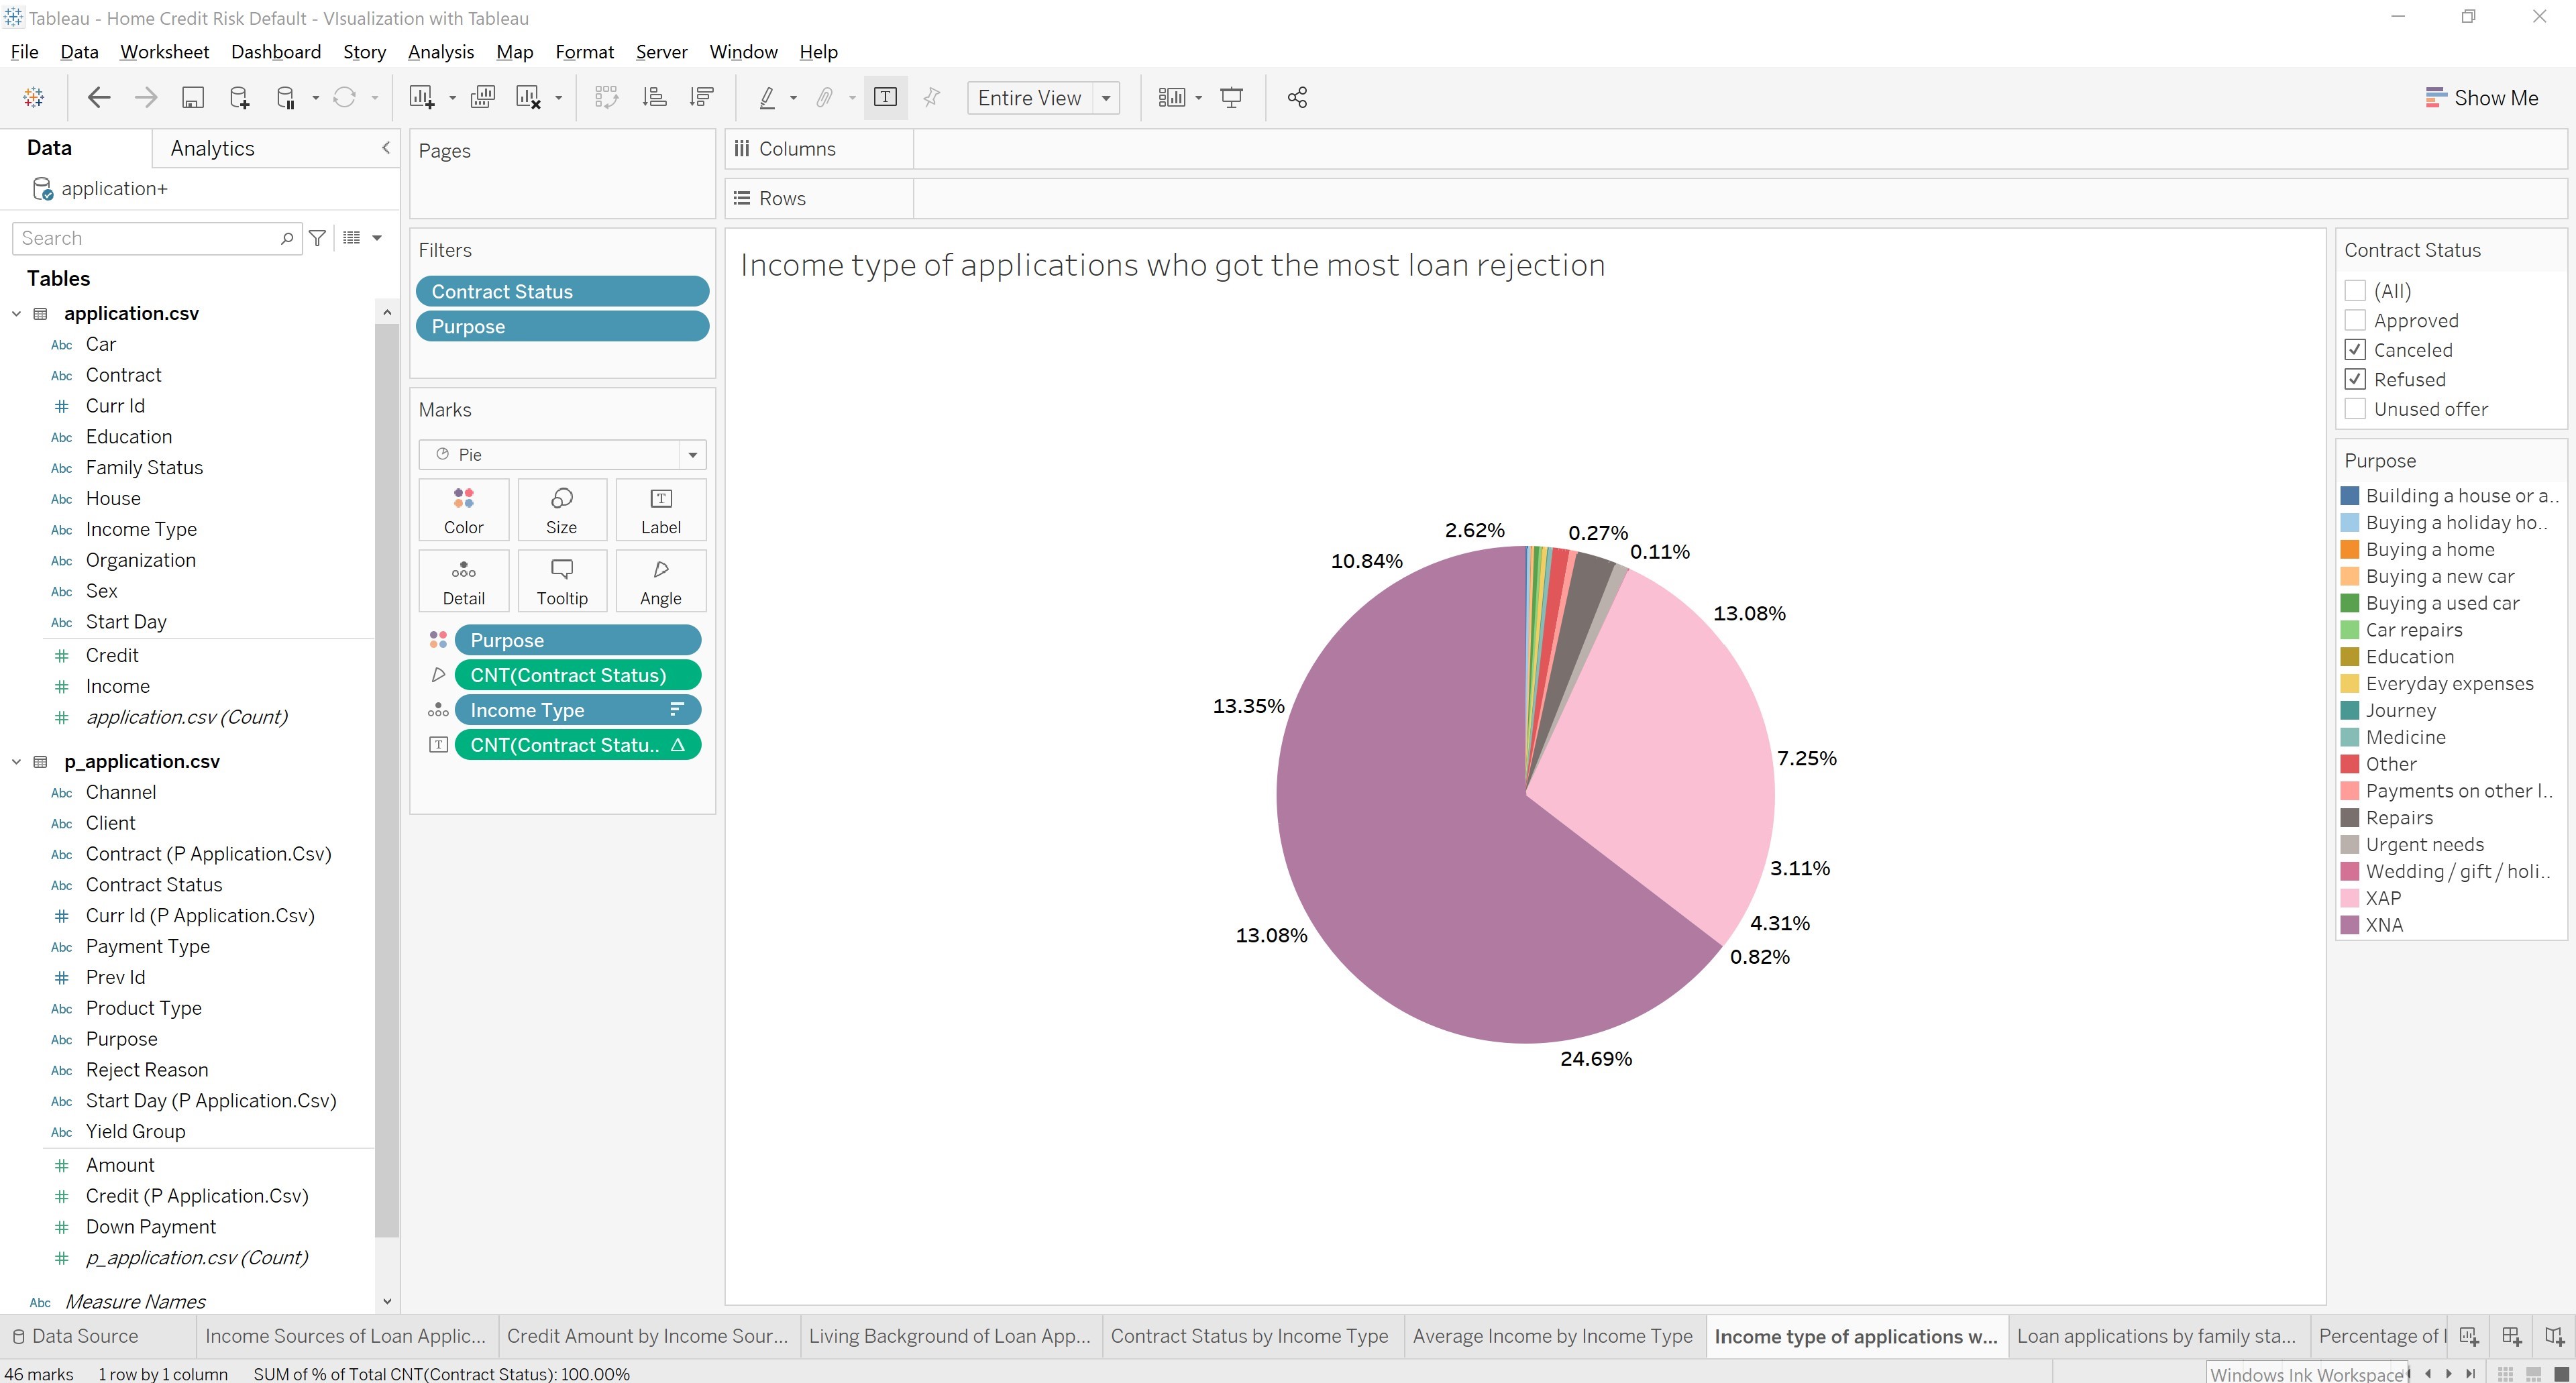 Tableau - Home Credit Risk Default - VIsualization with Tableau
File Data Worksheet Dashboard Story Analysis Map Format Server Window Help
Entire View
Show Me
Data
Analytics
application+
Search
Tables
application.csv
Abc Car
Abc Contract
# Curr Id
Abc Education
Abc Family Status
Abc House
Abc Income Type
Abc Organization
Abc Sex
Abc Start Day
# Credit
# Income
# application.csv (Count)
p_application.csv
Abc Channel
Abc Client
Abc Contract (P Application.Csv)
Abc Contract Status
# Curr Id (P Application.Csv)
Abc Payment Type
# Prev Id
Abc Product Type
Abc Purpose
Abc Reject Reason
Abc Start Day (P Application.Csv)
Abc Yield Group
# Amount
# Credit (P Application.Csv)
# Down Payment
# p_application.csv (Count)
Abc Measure Names
Pages
Filters
Contract Status
Purpose
Marks
Pie
Color Size Label
Detail Tooltip Angle
Purpose
CNT(Contract Status)
Income Type
CNT(Contract Statu..
Columns
Rows
Income type of applications who got the most loan rejection
2.62%
0.27%
0.11%
10.84%
13.08%
13.35%
7.25%
3.11%
4.31%
13.08%
0.82%
24.69%
Contract Status
(All)
Approved
Canceled
Refused
Unused offer
Purpose
Building a house or a..
Buying a holiday ho..
Buying a home
Buying a new car
Buying a used car
Car repairs
Education
Everyday expenses
Journey
Medicine
Other
Payments on other l..
Repairs
Urgent needs
Wedding / gift / holi..
XAP
XNA
Data Source
Income Sources of Loan Applic...
Credit Amount by Income Sour...
Living Background of Loan App...
Contract Status by Income Type
Average Income by Income Type
Income type of applications w...
Loan applications by family sta...
Percentage of
46 marks 1 row by 1 column SUM of % of Total CNT(Contract Status): 100.00%
Windows Ink Workspace